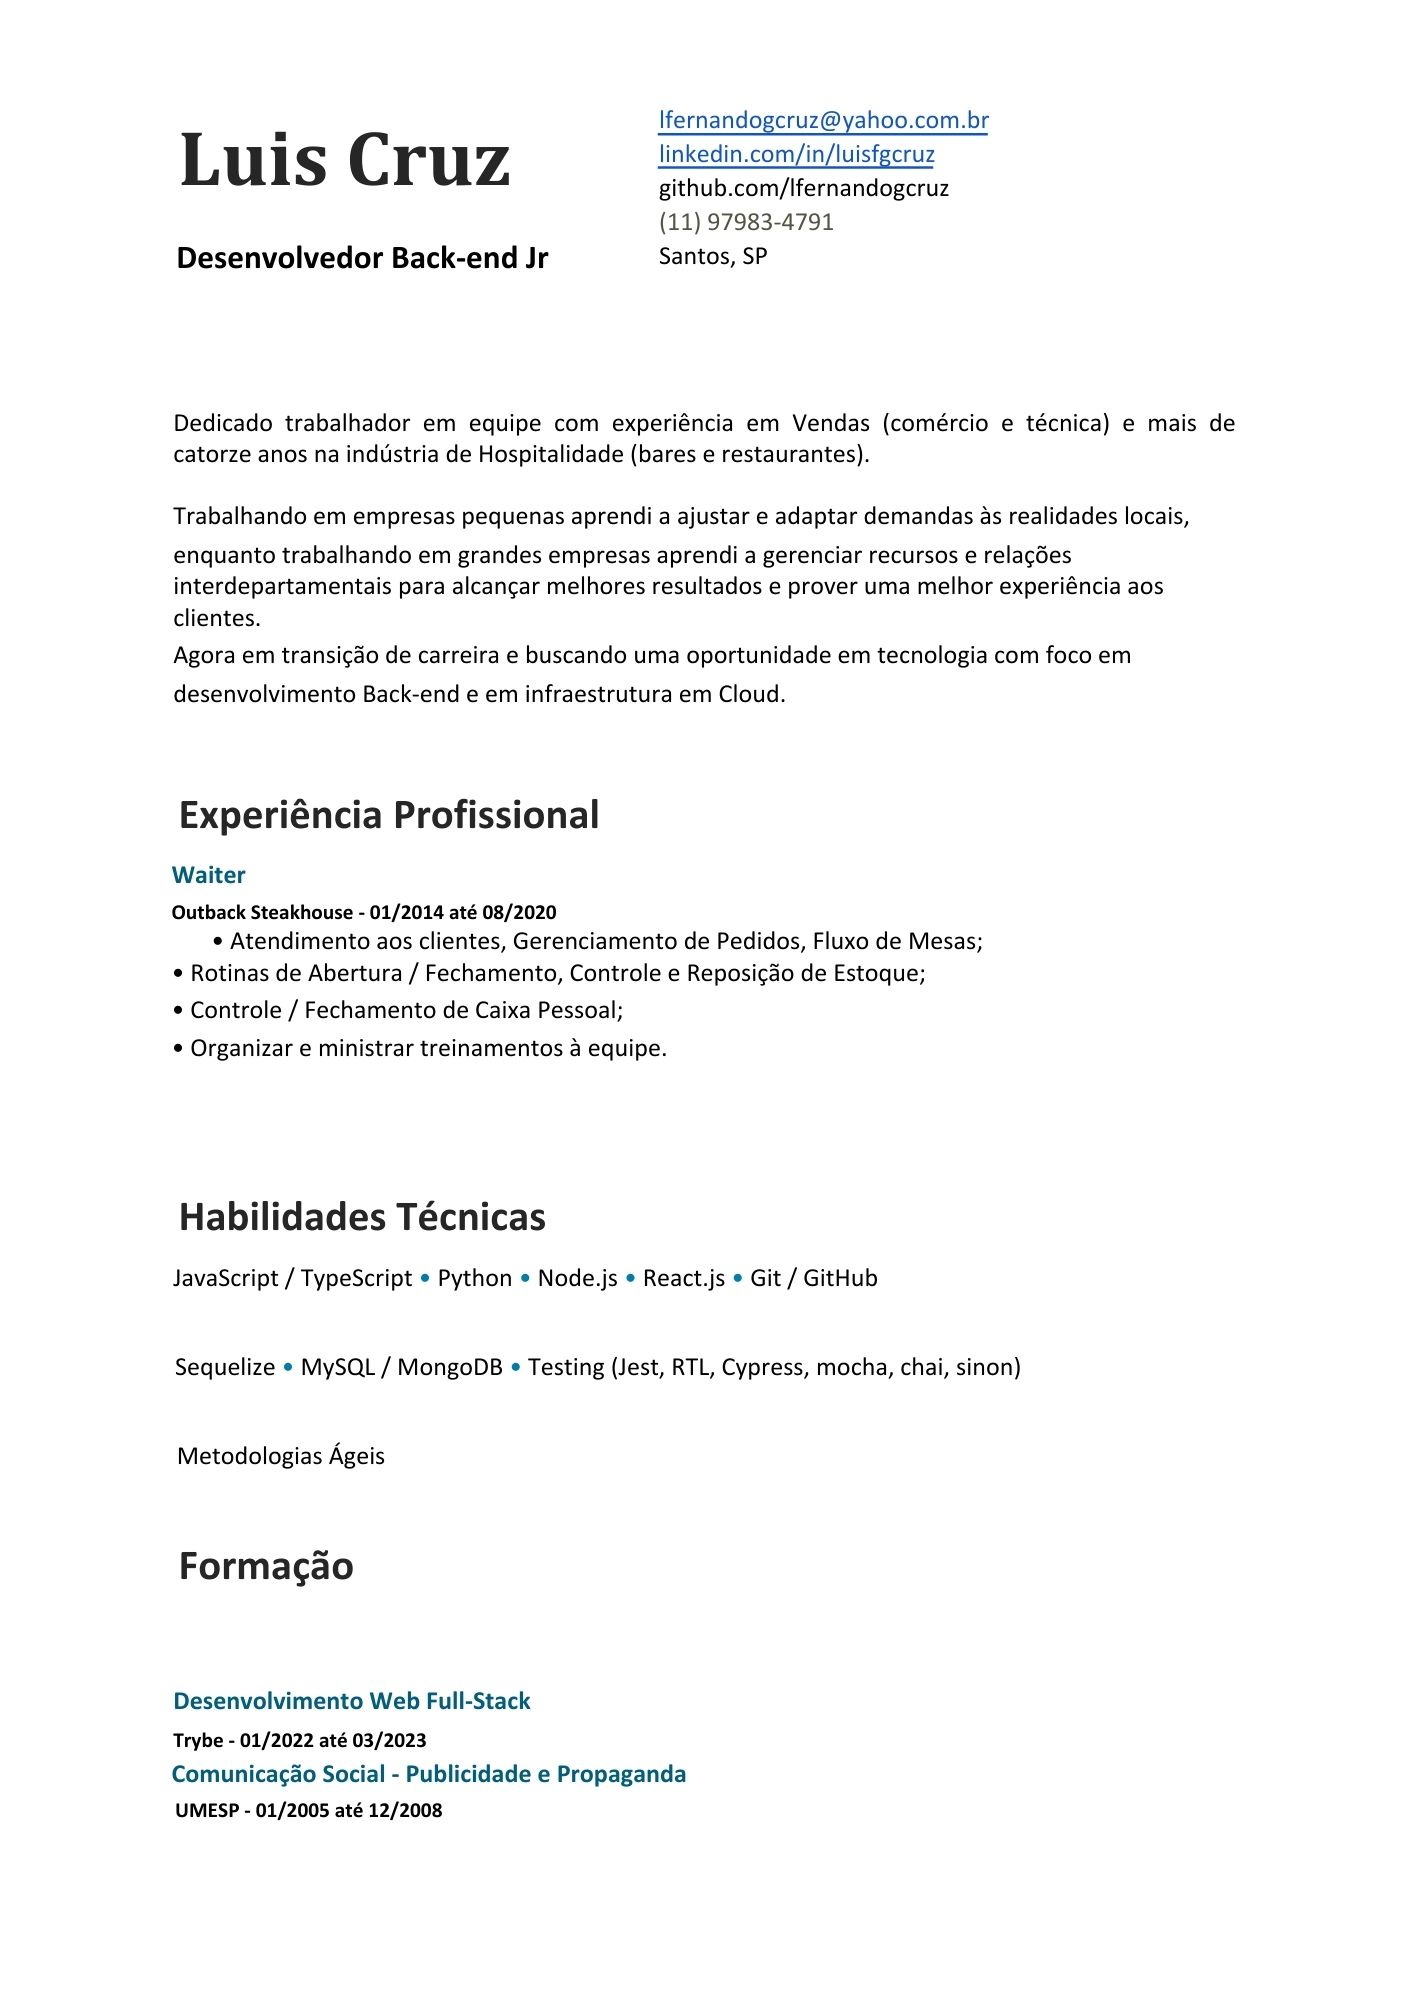 Luis Cruz
Desenvolvedor Back-end Jr
lfernandogcruz@yahoo.com.br
linkedin.com/in/luisfgcruz
github.com/lfernandogcruz
(11) 97983-4791
Santos, SP
Dedicado trabalhador em equipe com experiência em Vendas (comércio e técnica) e mais de
catorze anos na indústria de Hospitalidade (bares e restaurantes).
Trabalhando em empresas pequenas aprendi a ajustar e adaptar demandas às realidades locais,
enquanto trabalhando em grandes empresas aprendi a gerenciar recursos e relações
interdepartamentais para alcançar melhores resultados e prover uma melhor experiência aos
clientes.
Agora em transição de carreira e buscando uma oportunidade em tecnologia com foco em
desenvolvimento Back-end e em infraestrutura em Cloud.
Experiência Profissional
Waiter
Outback Steakhouse - 01/2014 até 08/2020
• Atendimento aos clientes, Gerenciamento de Pedidos, Fluxo de Mesas;
• Rotinas de Abertura / Fechamento, Controle e Reposição de Estoque;
• Controle / Fechamento de Caixa Pessoal;
• Organizar e ministrar treinamentos à equipe.
Habilidades Técnicas
JavaScript / TypeScript • Python • Node.js • React.js • Git / GitHub
Sequelize • MySQL / MongoDB • Testing (Jest, RTL, Cypress, mocha, chai, sinon)
Metodologias Ágeis
Formação
Desenvolvimento Web Full-Stack
Trybe - 01/2022 até 03/2023
Comunicação Social - Publicidade e Propaganda
UMESP - 01/2005 até 12/2008